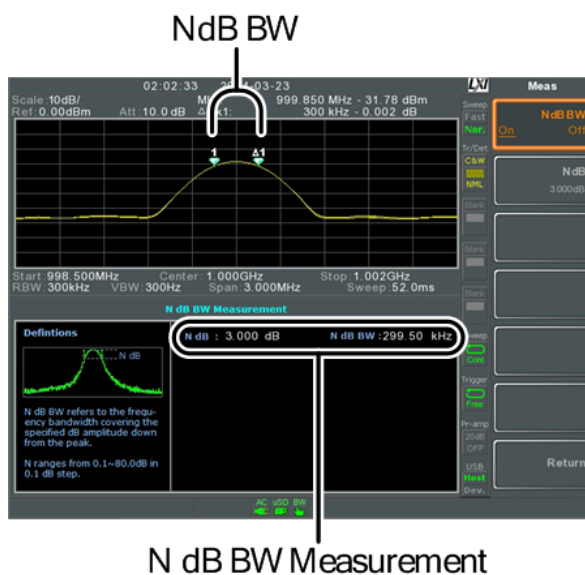 NdB BW
02:02:33
-03-23
LXI
Meas
Scale:10dB/
999.850 MHz - 31.78 dBm
Ref:0.00dBm
Att:10.0 dB
300 kHz - 0.002 dB
Sweep
Fast
Nor.
NdB BW
On
Off
Tr/Det
C&W
NML
NdB
3.000dB
1
Δ1
Blank
Blank
Blank
Start:998.500MHz
Center:1.000GHz
Stop:1.002GHz
RBW:300kHz
VBW:300Hz
Span:3.000MHz
Sweep:52.0ms
N dB BW Measurement
Defintions
N dB
N dB BW refers to the frequ-
ency bandwidth covering the
specified dB amplitude down
from the peak.
N ranges from 0.1~80.0dB in
0.1 dB step.
N dB : 3.000 dB
N dB BW :299.50 kHz
Cont
Trigger
Free
Pr-amp
20dB
OFF
USB
Host
Dev.
Return
AC
uSD
BW
N dB BW Measurement